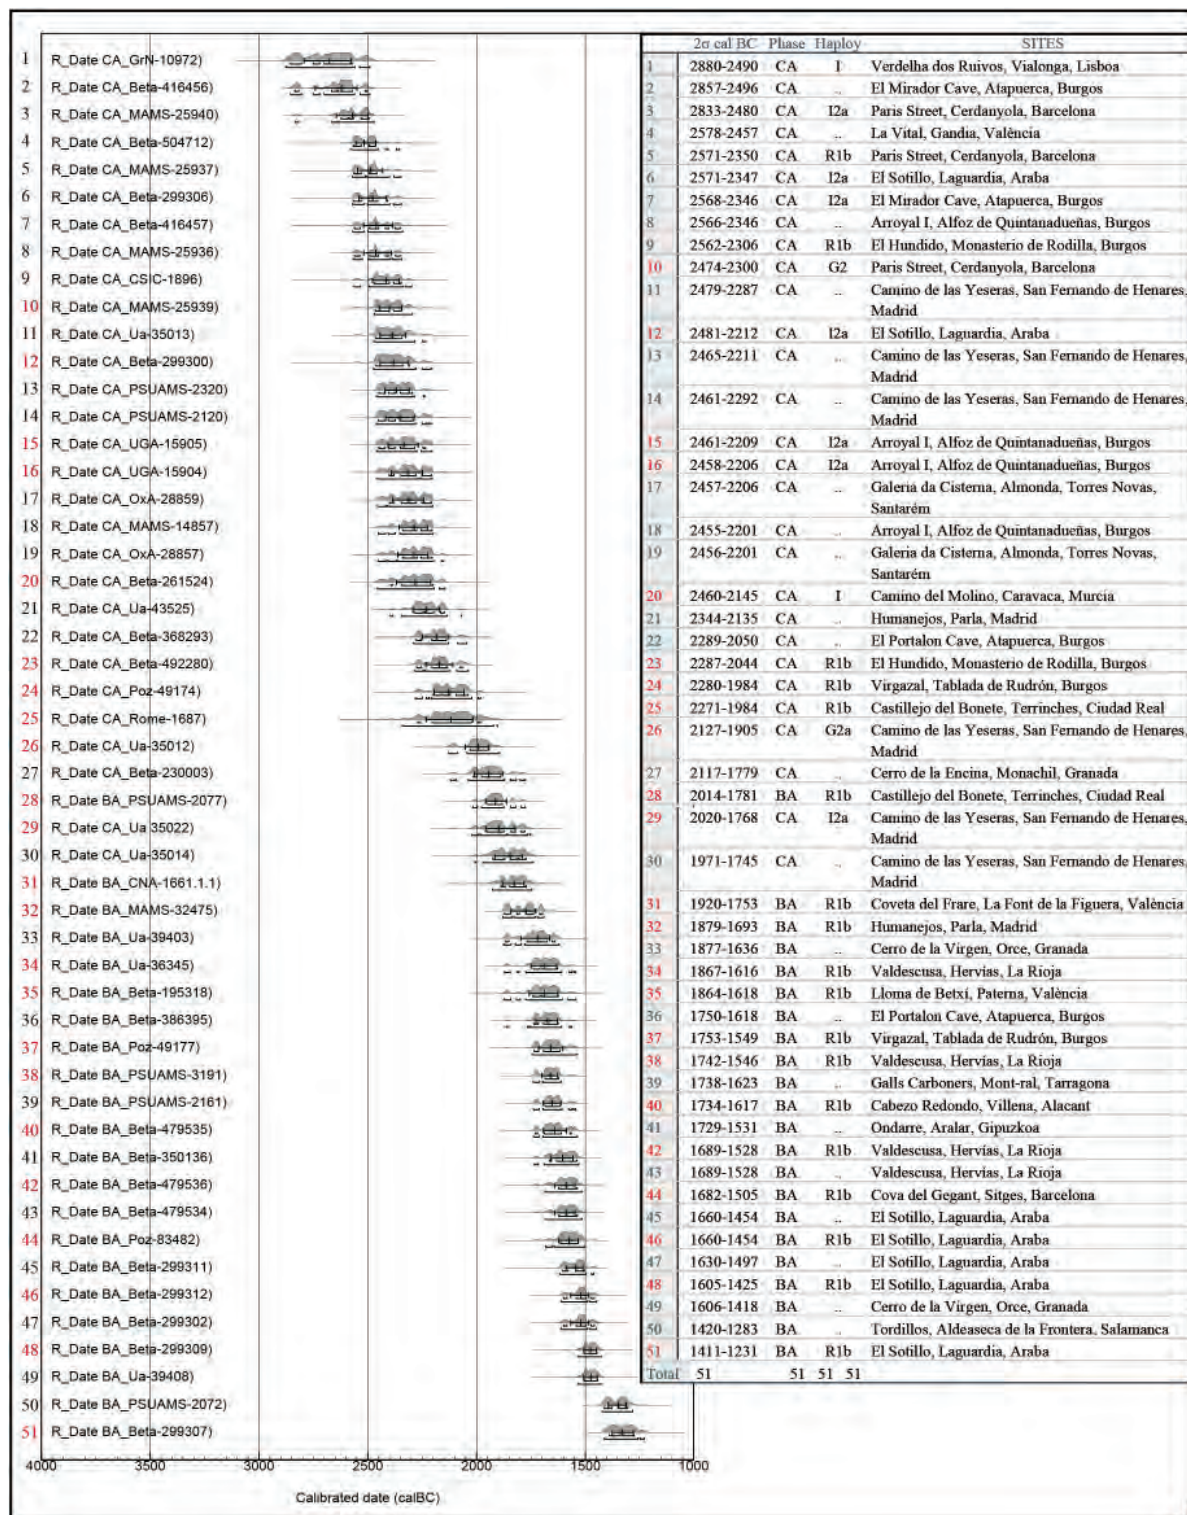 1 R_Date CA_GrN-10972)
2 R_Date CA_Beta-416456)
3 R_Date CA_MAMS-25940)
4 R_Date CA_Beta-504712)
5 R_Date CA_MAMS-25937)
6 R_Date CA_Beta-299306)
7 R_Date CA_Beta-416457)
8 R_Date CA_MAMS-25936)
9 R_Date CA_CSIC-1896)
10 R_Date CA_MAMS-25939)
11 R_Date CA_Ua-35013)
12 R_Date CA_Beta-299300)
13 R_Date CA_PSUAMS-2320)
14 R_Date CA_PSUAMS-2120)
15 R_Date CA_UGA-15905)
16 R_Date CA_UGA-15904)
17 R_Date CA_OxA-28859)
18 R_Date CA_MAMS-14857)
19 R_Date CA_OxA-28857)
20 R_Date CA_Beta-261524)
21 R_Date CA_Ua-43525)
22 R_Date CA_Beta-368293)
23 R_Date CA_Beta-492280)
24 R_Date CA_Poz-49174)
25 R_Date CA_Rome-1687)
26 R_Date CA_Ua-35012)
27 R_Date CA_Beta-230003)
28 R_Date BA_PSUAMS-2077)
29 R_Date CA_Ua 35022)
30 R_Date CA_Ua-35014)
31 R_Date BA_CNA-1661.1.1)
32 R_Date BA_MAMS-32475)
33 R_Date BA_Ua-39403)
34 R_Date BA_Ua-36345)
35 R_Date BA_Beta-195318)
36 R_Date BA_Beta-386395)
37 R_Date BA_Poz-49177)
38 R_Date BA_PSUAMS-3191)
39 R_Date BA_PSUAMS-2161)
40 R_Date BA_Beta-479535)
41 R_Date BA_Beta-350136)
42 R_Date BA_Beta-479536)
43 R_Date BA_Beta-479534)
44 R_Date BA_Poz-83482)
45 R_Date BA_Beta-299311)
46 R_Date BA_Beta-299312)
47 R_Date BA_Beta-299302)
48 R_Date BA_Beta-299309)
49 R_Date BA_Ua-39408)
50 R_Date BA_PSUAMS-2072)
51 R_Date BA_Beta-299307)
4000 3500 3000 2500 2000 1500 1000
Calibrated date (calBC)
2σ cal BC Phase Haploy SITES
1 2880-2490 CA I Verdelha dos Ruivos, Vialonga, Lisboa
2 2857-2496 CA .. El Mirador Cave, Atapuerca, Burgos
3 2833-2480 CA I2a Paris Street, Cerdanyola, Barcelona
4 2578-2457 CA .. La Vital, Gandia, València
5 2571-2350 CA R1b Paris Street, Cerdanyola, Barcelona
6 2571-2347 CA I2a El Sotillo, Laguardia, Araba
7 2568-2346 CA I2a El Mirador Cave, Atapuerca, Burgos
8 2566-2346 CA .. Arroyal I, Alfoz de Quintanadueñas, Burgos
9 2562-2306 CA R1b El Hundido, Monasterio de Rodilla, Burgos
10 2474-2300 CA G2 Paris Street, Cerdanyola, Barcelona
11 2479-2287 CA .. Camino de las Yeseras, San Fernando de Henares,
Madrid
12 2481-2212 CA I2a El Sotillo, Laguardia, Araba
13 2465-2211 CA .. Camino de las Yeseras, San Fernando de Henares,
Madrid
14 2461-2292 CA .. Camino de las Yeseras, San Fernando de Henares,
Madrid
15 2461-2209 CA I2a Arroyal I, Alfoz de Quintanadueñas, Burgos
16 2458-2206 CA I2a Arroyal I, Alfoz de Quintanadueñas, Burgos
17 2457-2206 CA .. Galeria da Cisterna, Almonda, Torres Novas,
Santarém
18 2455-2201 CA .. Arroyal I, Alfoz de Quintanadueñas, Burgos
19 2456-2201 CA .. Galeria da Cisterna, Almonda, Torres Novas,
Santarém
20 2460-2145 CA I Camino del Molino, Caravaca, Murcia
21 2344-2135 CA .. Humanejos, Parla, Madrid
22 2289-2050 CA .. El Portalon Cave, Atapuerca, Burgos
23 2287-2044 CA R1b El Hundido, Monasterio de Rodilla, Burgos
24 2280-1984 CA R1b Virgazal, Tablada de Rudrón, Burgos
25 2271-1984 CA R1b Castillejo del Bonete, Terrinches, Ciudad Real
26 2127-1905 CA G2a Camino de las Yeseras, San Fernando de Henares,
Madrid
27 2117-1779 CA .. Cerro de la Encina, Monachil, Granada
28 2014-1781 BA R1b Castillejo del Bonete, Terrinches, Ciudad Real
29 2020-1768 CA I2a Camino de las Yeseras, San Fernando de Henares,
Madrid
30 1971-1745 CA .. Camino de las Yeseras, San Fernando de Henares,
Madrid
31 1920-1753 BA R1b Coveta del Frare, La Font de la Figuera, València
32 1879-1693 BA R1b Humanejos, Parla, Madrid
33 1877-1636 BA .. Cerro de la Virgen, Orce, Granada
34 1867-1616 BA R1b Valdescusa, Hervías, La Rioja
35 1864-1618 BA R1b Lloma de Betxí, Paterna, València
36 1750-1618 BA .. El Portalon Cave, Atapuerca, Burgos
37 1753-1549 BA R1b Virgazal, Tablada de Rudrón, Burgos
38 1742-1546 BA R1b Valdescusa, Hervías, La Rioja
39 1738-1623 BA .. Galls Carboners, Mont-ral, Tarragona
40 1734-1617 BA R1b Cabezo Redondo, Villena, Alacant
41 1729-1531 BA .. Ondarre, Aralar, Gipuzkoa
42 1689-1528 BA R1b Valdescusa, Hervías, La Rioja
43 1689-1528 BA .. Valdescusa, Hervías, La Rioja
44 1682-1505 BA R1b Cova del Gegant, Sitges, Barcelona
45 1660-1454 BA .. El Sotillo, Laguardia, Araba
46 1660-1454 BA R1b El Sotillo, Laguardia, Araba
47 1630-1497 BA .. El Sotillo, Laguardia, Araba
48 1605-1425 BA R1b El Sotillo, Laguardia, Araba
49 1606-1418 BA .. Cerro de la Virgen, Orce, Granada
50 1420-1283 BA .. Tordillos, Aldeaseca de la Frontera, Salamanca
51 1411-1231 BA R1b El Sotillo, Laguardia, Araba
Total 51 51 51 51